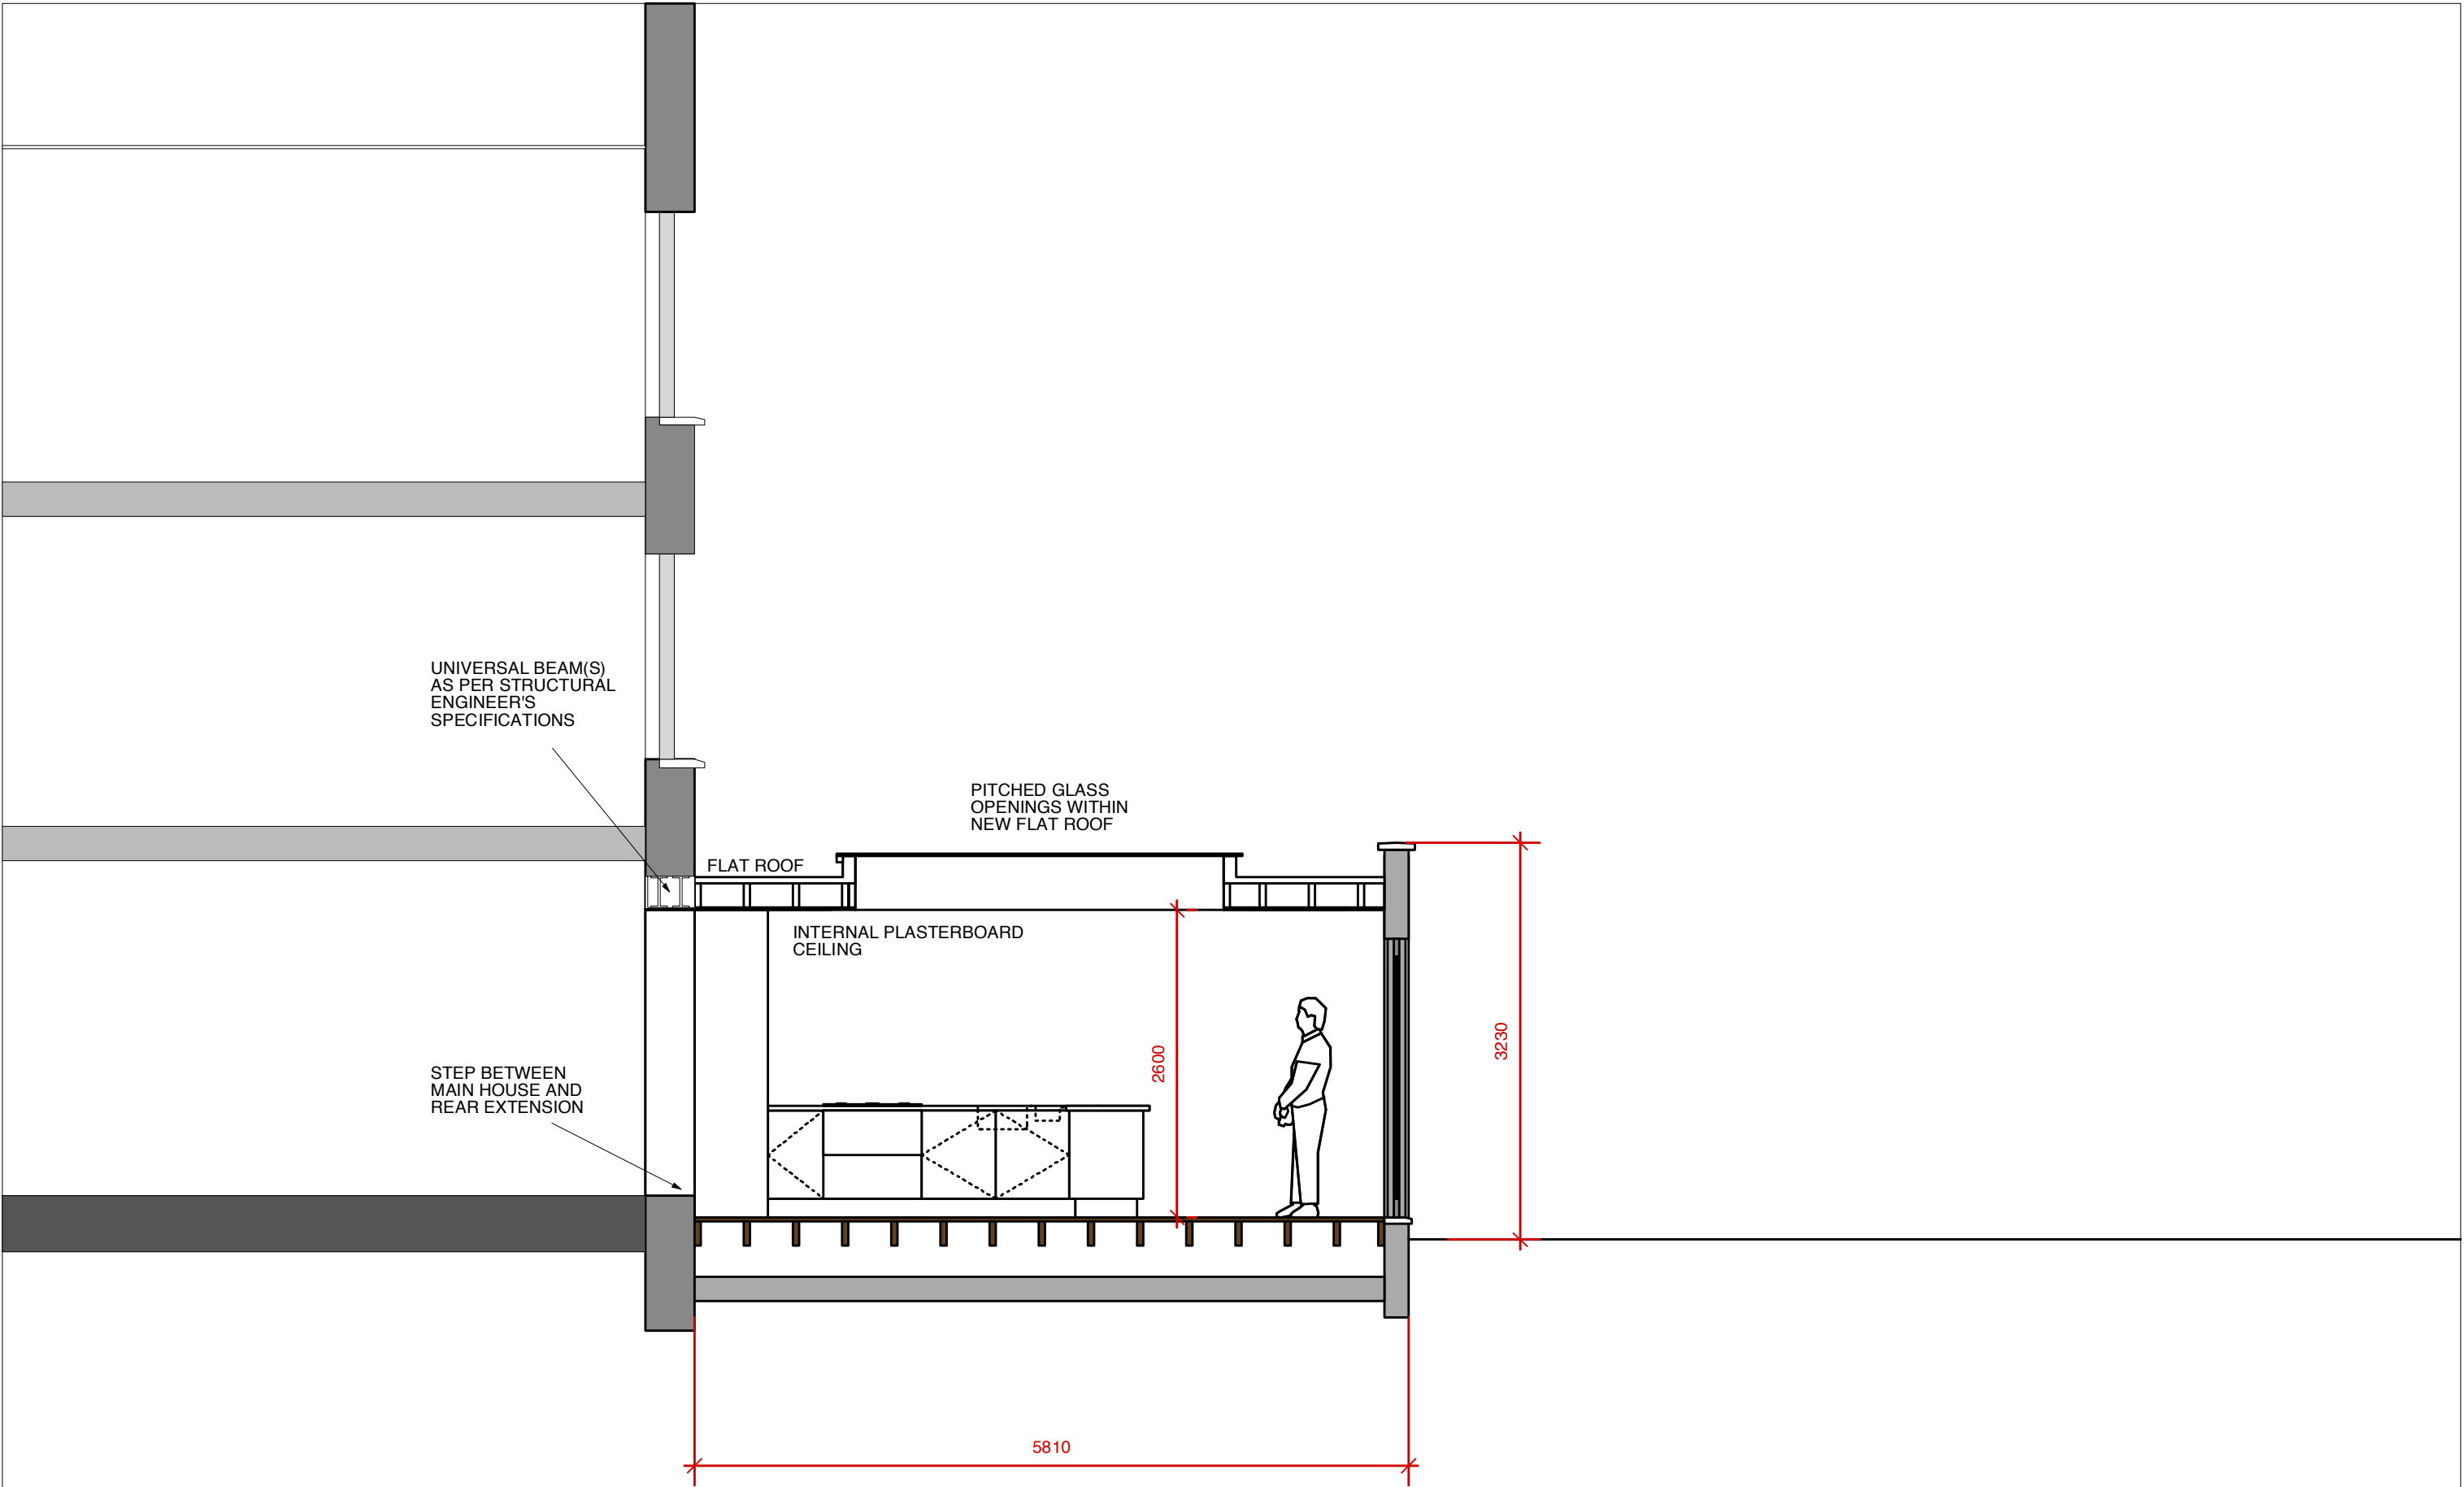 UNIVERSAL BEAM(S)
AS PER STRUCTURAL
ENGINEER'S
SPECIFICATIONS
PITCHED GLASS
OPENINGS WITHIN
NEW FLAT ROOF
FLAT ROOF
INTERNAL PLASTERBOARD
CEILING
STEP BETWEEN
MAIN HOUSE AND
REAR EXTENSION
2600
3230
5810